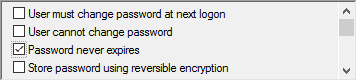 User must change password at next logon
User cannot change password
Password never expires
Store password using reversible encryption